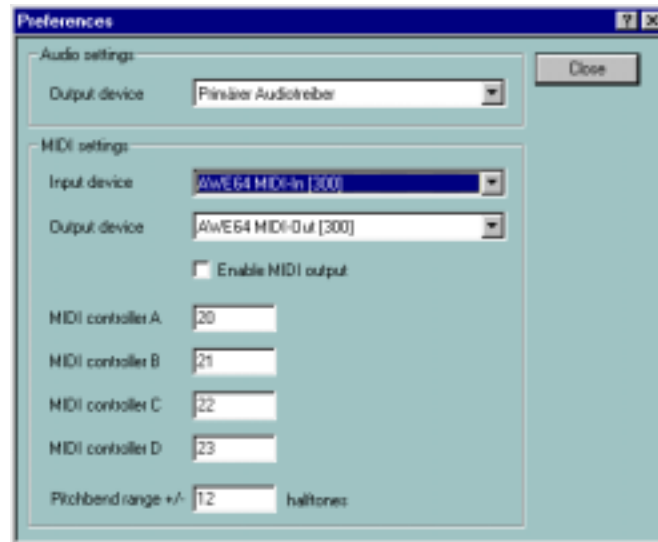 Preferences
Audio settings
Close
Output device Primärer Audiotreiber
MIDI settings
Input device AWE64 MIDI-In [300]
Output device AWE64 MIDI-Out [300]
Enable MIDI output
MIDI controller A 20
MIDI controller B 21
MIDI controller C 22
MIDI controller D 23
Pitchbend range +/- 12 halftones